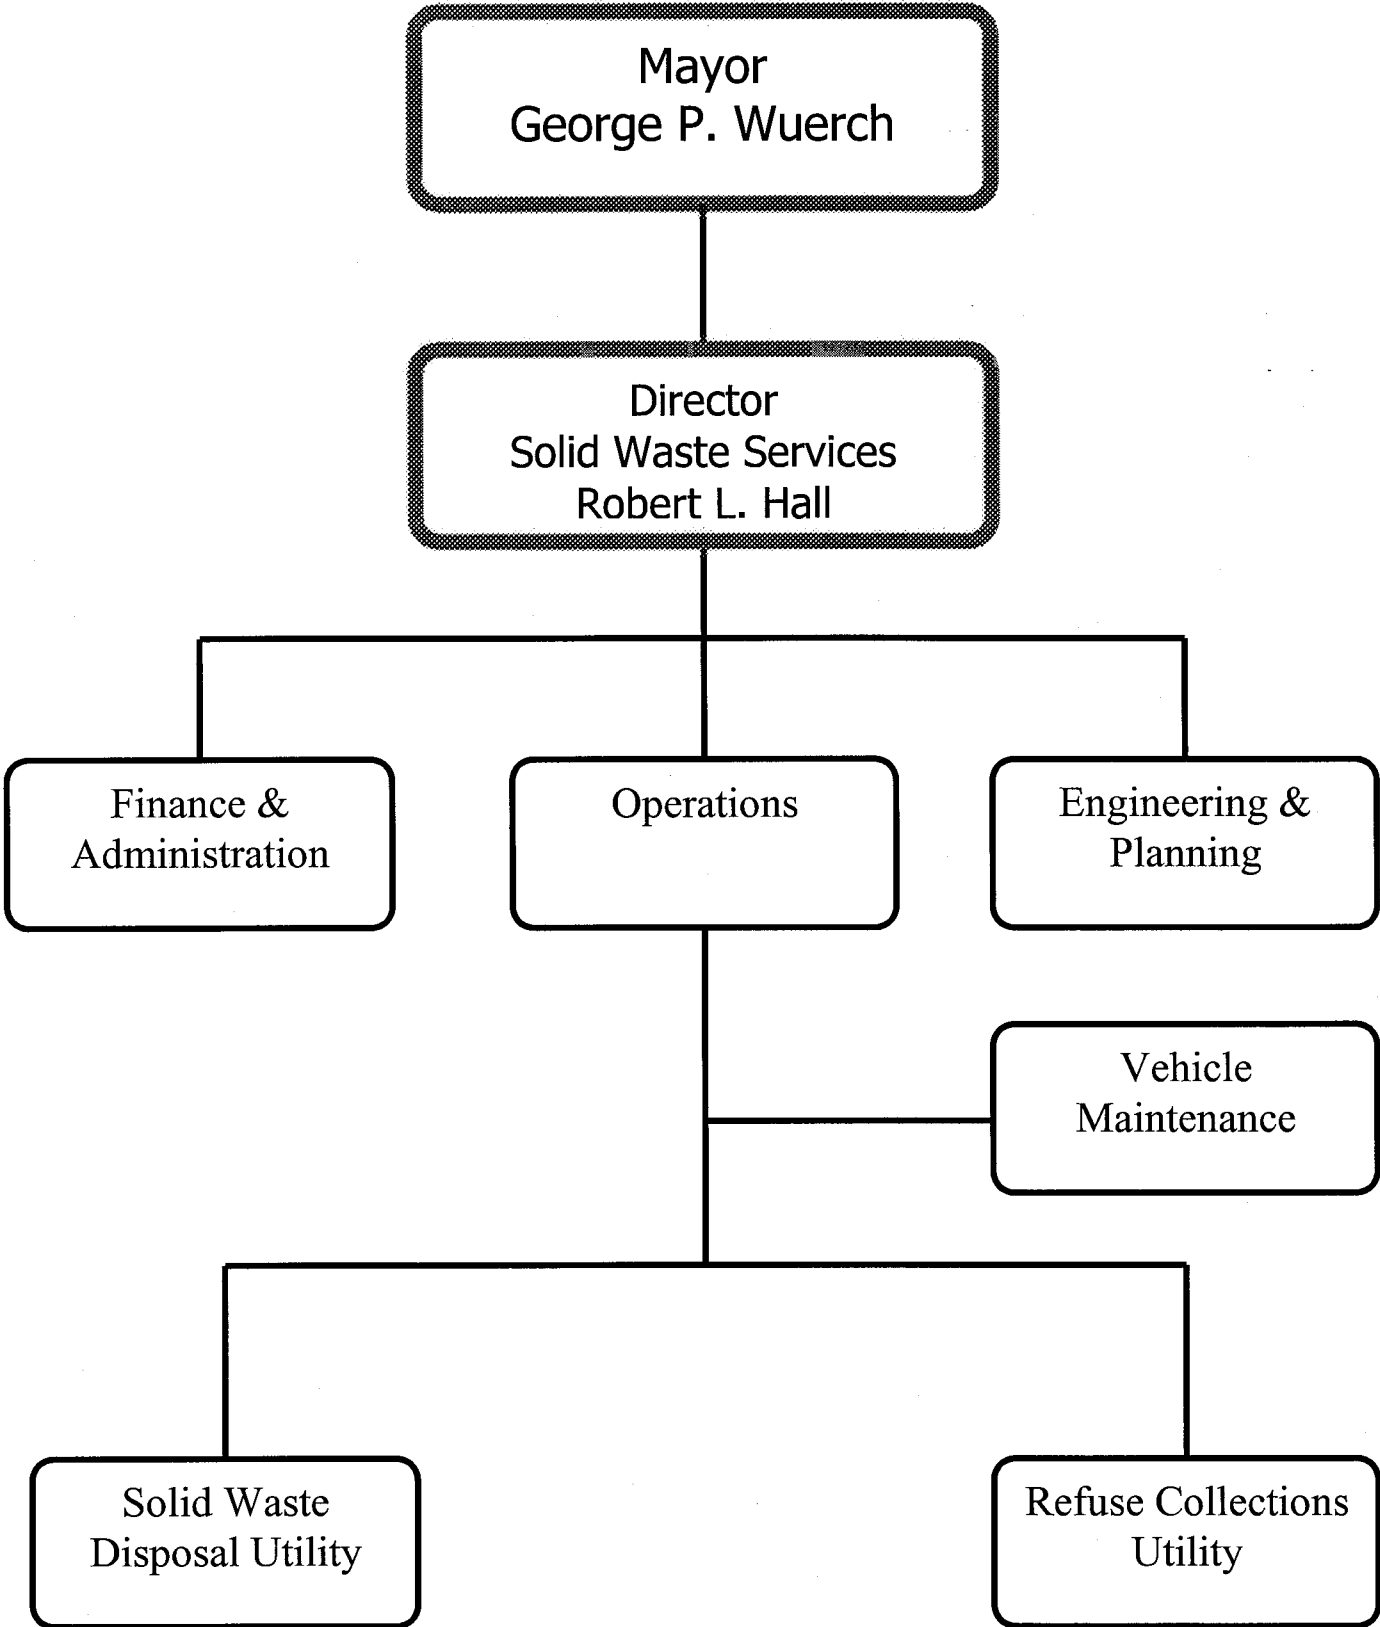 Mayor
George P. Wuerch
Director
Solid Waste Services
Robert L. Hall
Finance &
Administration
Operations
Engineering &
Planning
Vehicle
Maintenance
Solid Waste
Disposal Utility
Refuse Collections
Utility